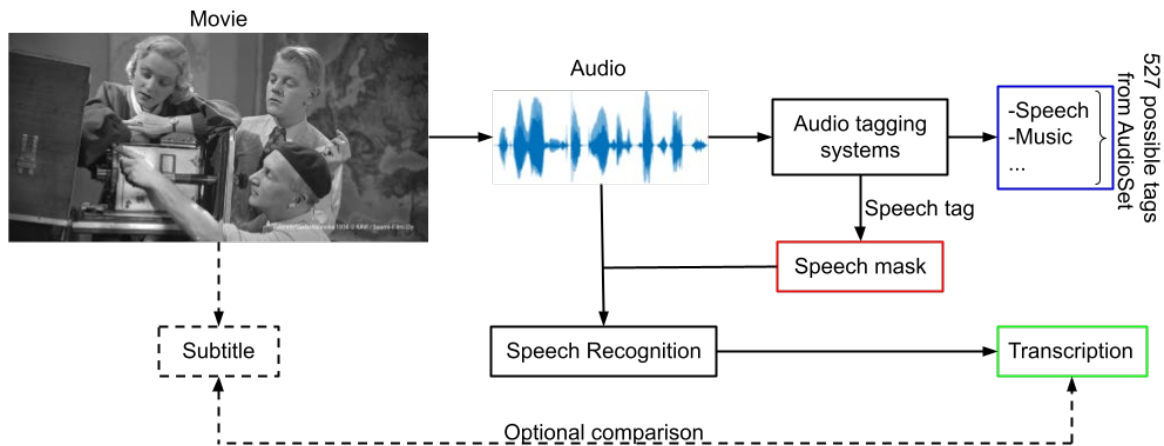 Movie
Audio
527 possible tags
from AudioSet
Audio tagging
systems
-Speech
-Music
...
Speech tag
Speech mask
Subtitle
Speech Recognition
Transcription
Optional comparison